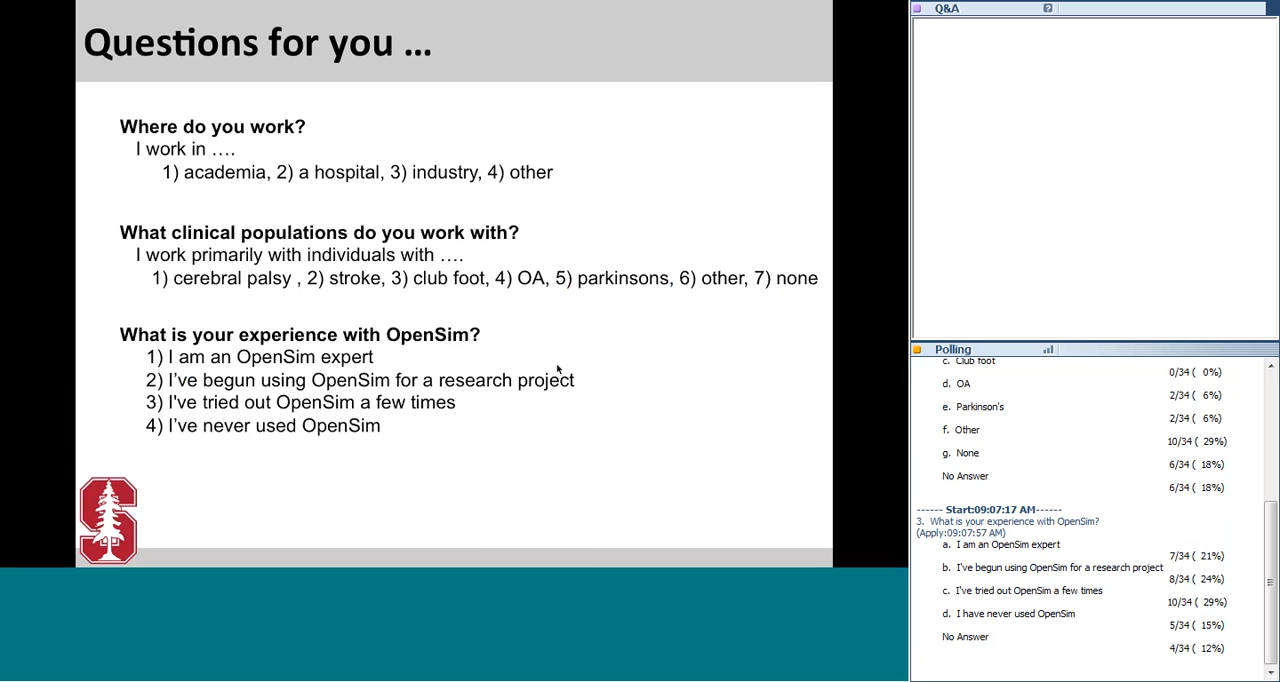 Questions for you ...
Where do you work?
I work in ….
1) academia, 2) a hospital, 3) industry, 4) other
What clinical populations do you work with?
I work primarily with individuals with ….
1) cerebral palsy , 2) stroke, 3) club foot, 4) OA, 5) parkinsons, 6) other, 7) none
What is your experience with OpenSim?
1) I am an OpenSim expert
2) I’ve begun using OpenSim for a research project
3) I've tried out OpenSim a few times
4) I’ve never used OpenSim
Q&A
?
Polling
c. Club foot
0/34 ( 0%)
d. OA
2/34 ( 6%)
e. Parkinson's
2/34 ( 6%)
f. Other
10/34 ( 29%)
g. None
6/34 ( 18%)
No Answer
6/34 ( 18%)
------ Start:09:07:17 AM------
3. What is your experience with OpenSim?
(Apply:09:07:57 AM)
a. I am an OpenSim expert
7/34 ( 21%)
b. I've begun using OpenSim for a research project
8/34 ( 24%)
c. I've tried out OpenSim a few times
10/34 ( 29%)
d. I have never used OpenSim
5/34 ( 15%)
No Answer
4/34 ( 12%)